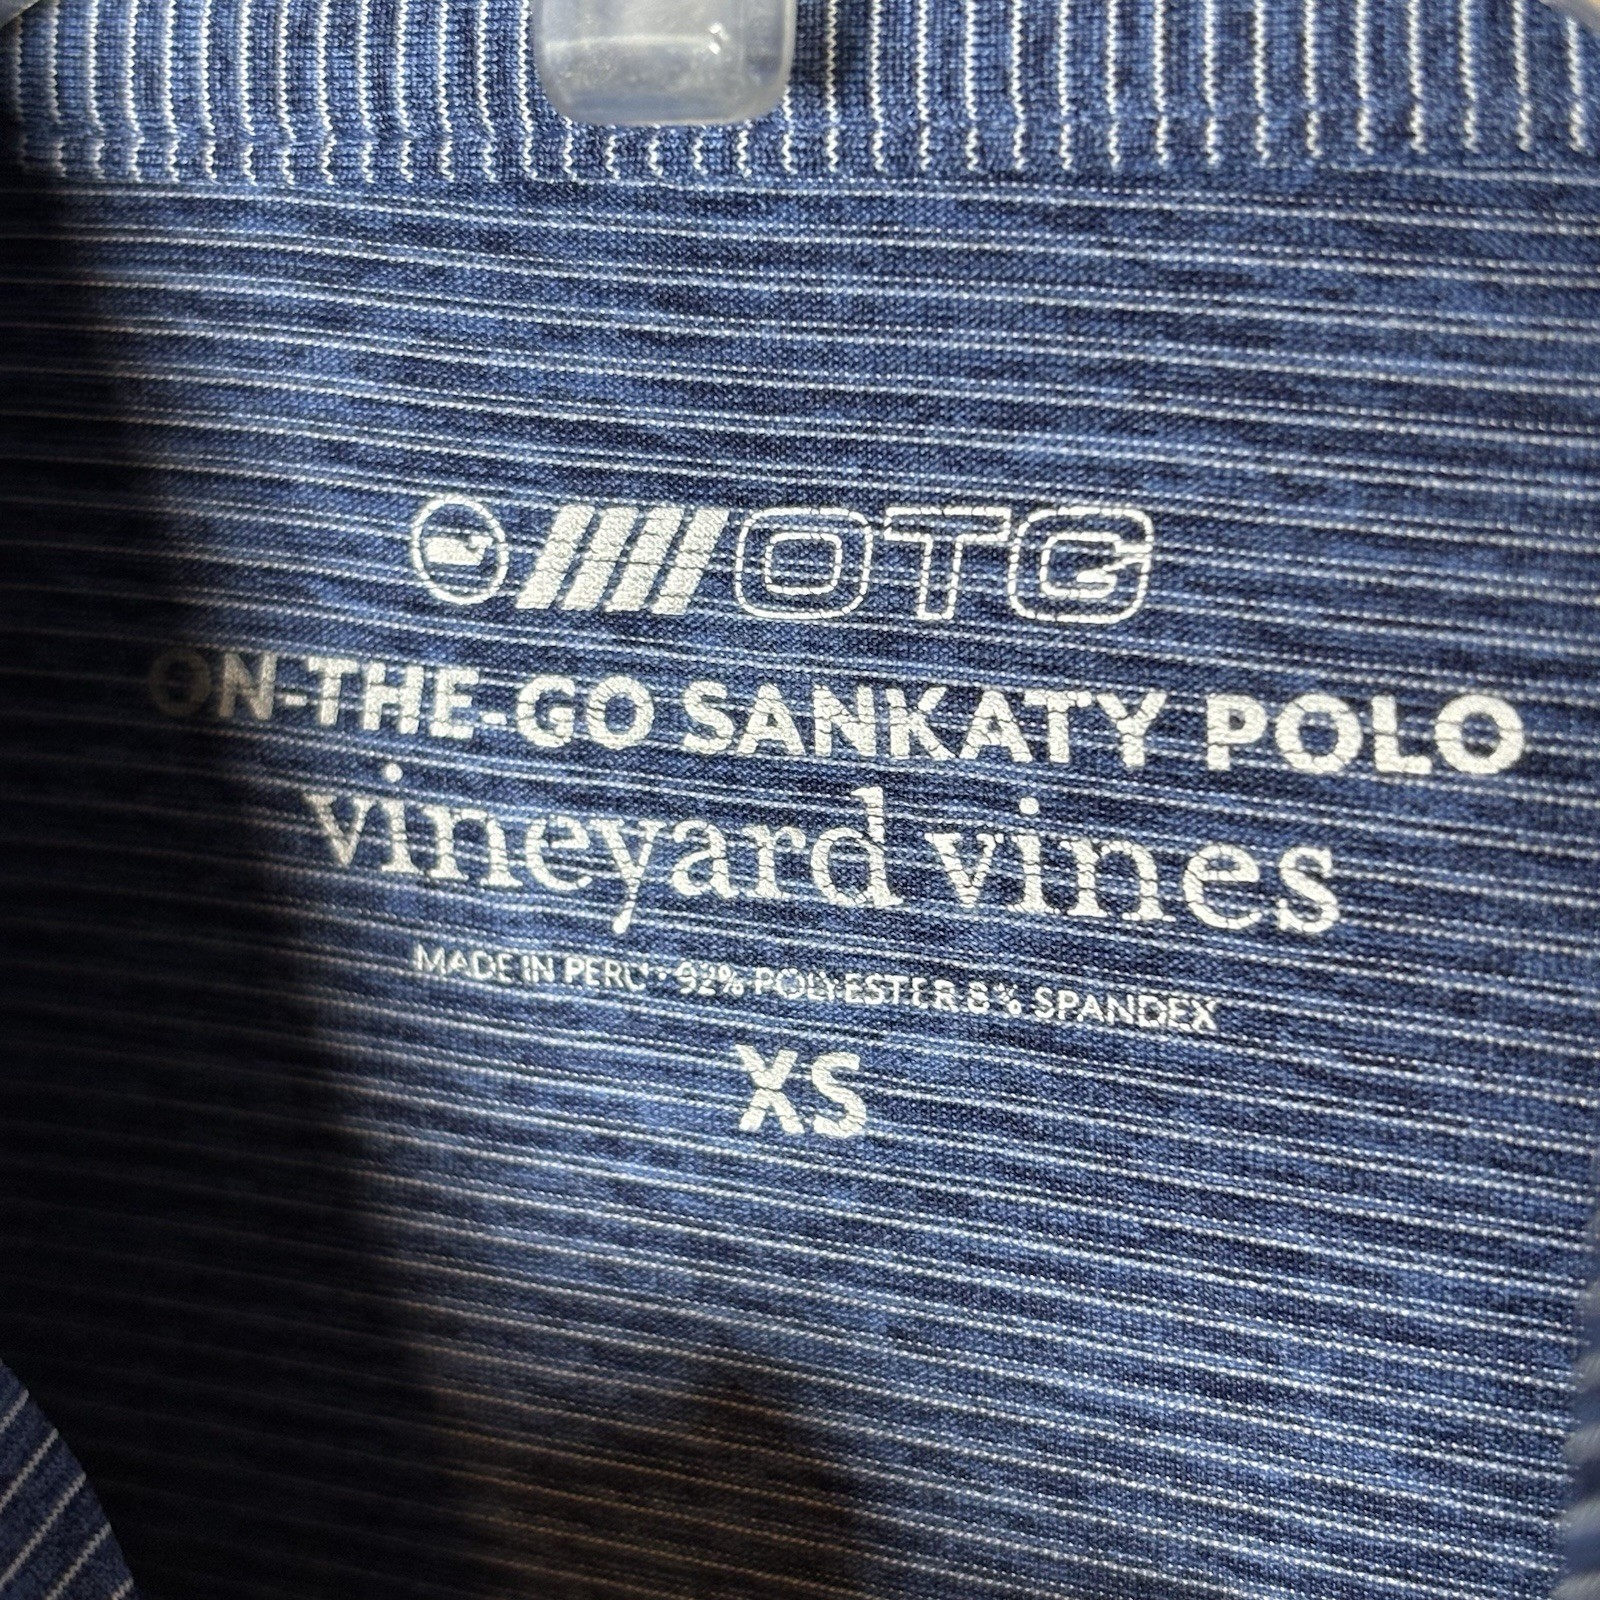 OTG
ON-THE-GO SANKATY POLO
vineyard vines
MADE IN PERU • 92% POLYESTER 8% SPANDEX
XS